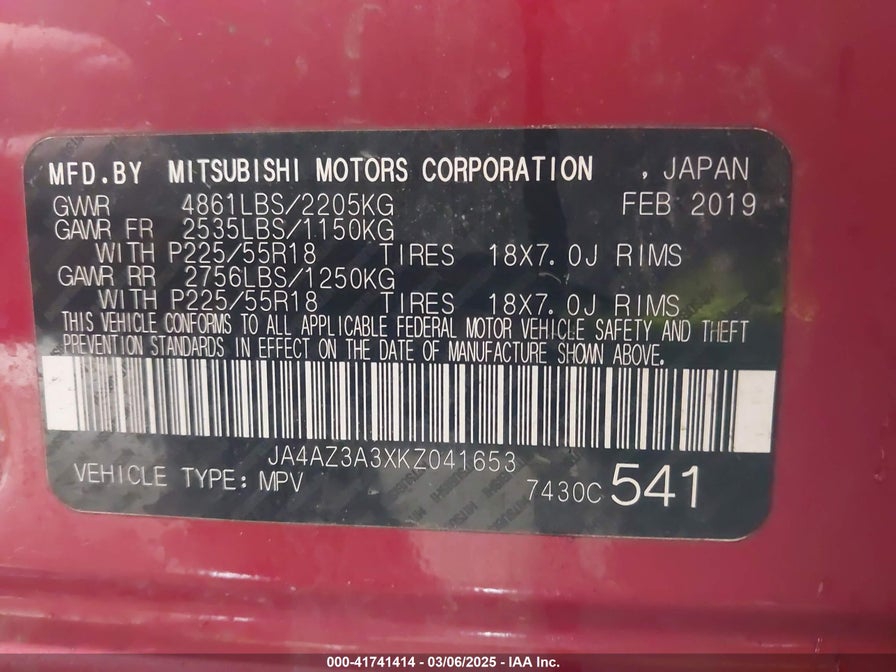 MFD.BY MITSUBISHI MOTORS CORPORATION , JAPAN
GVWR 4861LBS/2205KG FEB 2019
GAWR FR 2535LBS/1150KG
WITH P225/55R18 TIRES 18X7.0J RIMS
GAWR RR 2756LBS/1250KG
WITH P225/55R18 TIRES 18X7.0J RIMS
THIS VEHICLE CONFORMS TO ALL APPLICABLE FEDERAL MOTOR VEHICLE SAFETY AND THEFT
PREVENTION STANDARDS IN EFFECT ON THE DATE OF MANUFACTURE SHOWN ABOVE.
JA4AZ3A3XKZ041653
VEHICLE TYPE: MPV 7430C 541
000-41741414 - 03/06/2025 - IAA Inc.